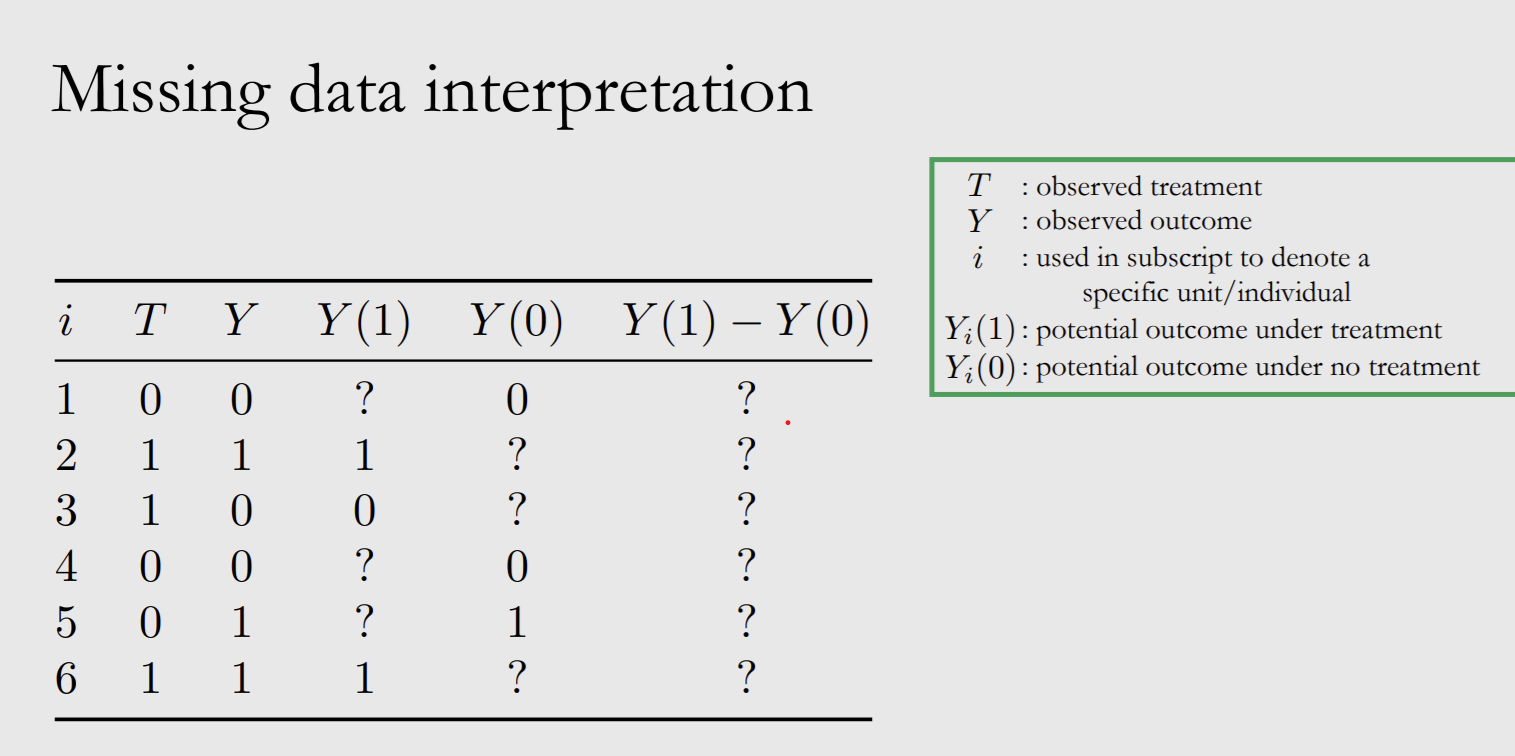 Missing data interpretation
T : observed treatment
Y : observed outcome
i : used in subscript to denote a
specific unit/individual
Yᵢ(1) : potential outcome under treatment
Yᵢ(0) : potential outcome under no treatment
i T Y Y(1) Y(0) Y(1) − Y(0)
1 0 0 ? 0 ?
2 1 1 1 ? ?
3 1 0 0 ? ?
4 0 0 ? 0 ?
5 0 1 ? 1 ?
6 1 1 1 ? ?